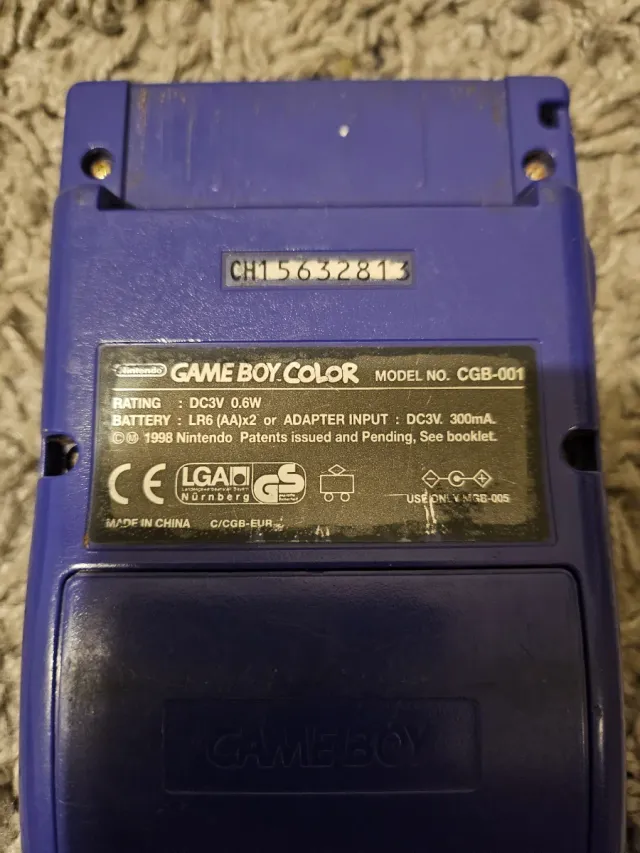 CH15632813
Nintendo GAME BOY COLOR MODEL NO. CGB-001
RATING : DC3V 0.6W
BATTERY : LR6 (AA)x2 or ADAPTER INPUT : DC3V. 300mA.
©Ⓜ 1998 Nintendo Patents issued and Pending, See booklet.
CE LGA Nürnberg GS
USE ONLY MGB-005
MADE IN CHINA C/CGB-EUR
GAME BOY